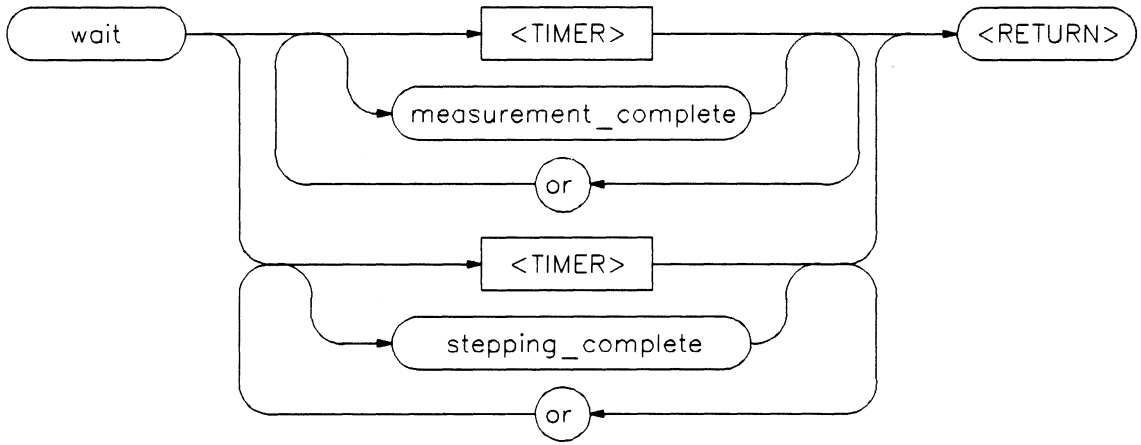 wait
<TIMER>
<RETURN>
measurement_complete
or
<TIMER>
stepping_complete
or